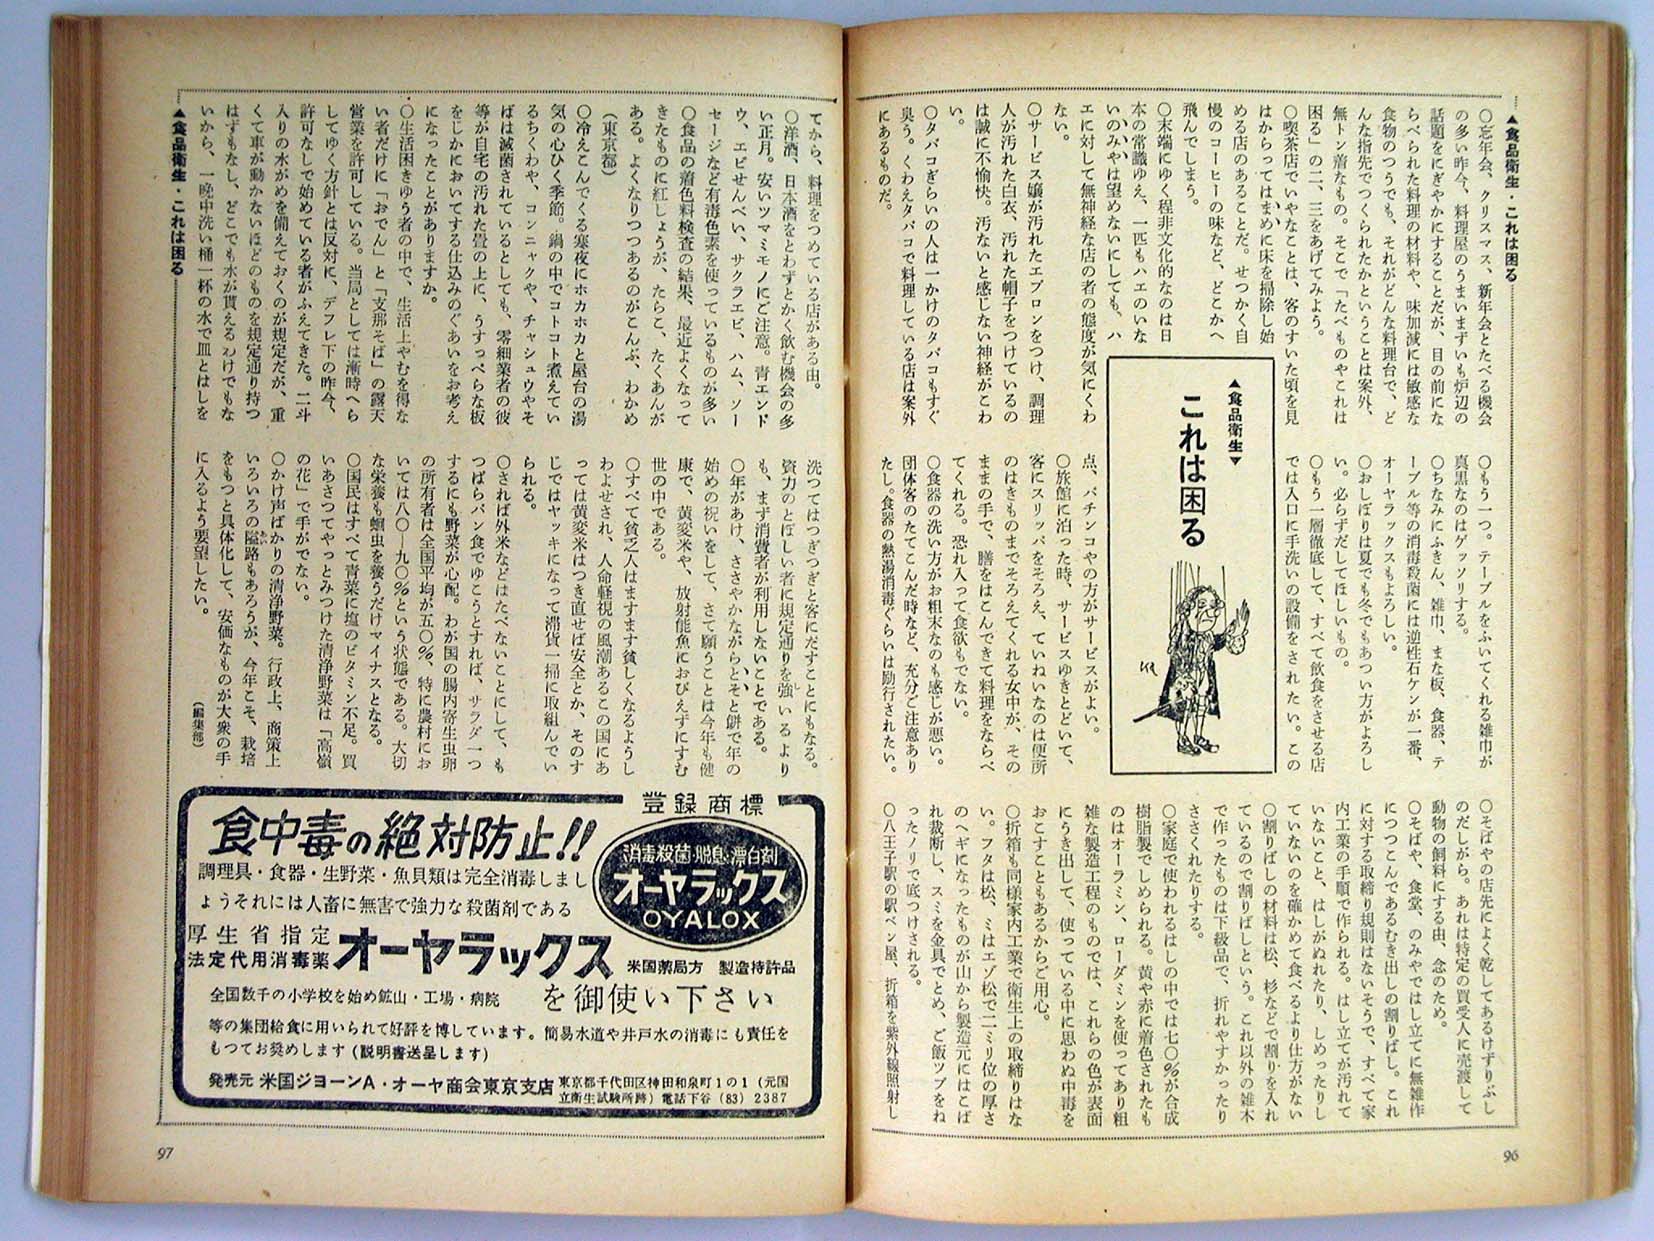 ▲食品衛生・これは困る
○忘年会、クリスマス、新年会とたべる機会
の多い昨今、料理屋のうまいまずいも炉辺の
話題をにぎやかにすることだが、目の前にな
らべられた料理の材料や、味加減には敏感な
食物のつうでも、それがどんな料理台で、ど
んな指先でつくられたかということは案外、
無トン着なもの。そこで「たべものやこれは
困る」の二、三をあげてみよう。
○喫茶店でいやなことは、客のすいた頃を見
はからってはこまめに床を掃除し始
める店のあることだ。せつかく自
慢のコーヒーの味など、どこかへ
飛んでしまう。
○末端にゆく程非文化的なのは日
本の常識ゆえ、一匹もハエのいな
いのみやは望めないにしても、ハ
エに対して無神経な店の者の態度が気にくわ
ない。
○サービス嬢が汚れたエプロンをつけ、調理
人が汚れた白衣、汚れた帽子をつけているの
は誠に不愉快。汚ないと感じない神経がこわ
い。
○タバコぎらいの人は一かけのタバコもすぐ
臭う。くわえタバコで料理している店は案外
にあるものだ。
▲食品衛生▼
これは困る
○もう一つ。テーブルをふいてくれる雑巾が
真黒なのはゲッソリする。
○ちなみにふきん、雑巾、まな板、食器、テ
ーブル等の消毒殺菌には逆性石ケンが一番、
オーヤラックスもよろしい。
○おしぼりは夏でも冬でもあつい方がよろし
い。必らずだしてほしいもの。
○もう一層徹底して、すべて飲食をさせる店
では入口に手洗いの設備をされたい。この
点、パチンコやの方がサービスがよい。
○旅館に泊った時、サービスゆきとどいて、
客にスリッパをそろえ、ていねいなのは便所
のはきものまでそろえてくれる女中が、その
ままの手で、膳をはこんできて料理をならべ
てくれる。恐れ入って食欲もでない。
○食器の洗い方がお粗末なのも感じが悪い。
団体客のたてこんだ時など、充分ご注意あり
たし。食器の熱湯消毒ぐらいは励行されたい。
○そばやの店先によく乾してあるけずりぶし
のだしがら。あれは特定の買受人に売渡して
動物の飼料にする由、念のため。
○そばや、食堂、のみやではし立てに無雑作
につっこんであるむき出しの割りばし。これ
に対する取締り規則はないそうで、すべて家
内工業の手順で作られる。はし立てが汚れて
いないこと、はしがぬれたり、しめったりし
ていないのを確かめて食べるより仕方がない
○割りばしの材料は松、杉などで割りを入れ
ているので割りばしという。これ以外の雑木
で作ったものは下級品で、折れやすかったり
ささくれたりする。
○家庭で使われるはしの中では七〇％が合成
樹脂製でしめられる。黄や赤に着色されたも
のはオーラミン、ローダミンを使ってあり粗
雑な製造工程のものでは、これらの色が表面
にうき出して、使っている中に思わぬ中毒を
おこすこともあるからご用心。
○折箱も同様家内工業で衛生上の取締りはな
い。フタは松、ミはエゾ松で二ミリ位の厚さ
のヘギになったものが山から製造元にはこば
れ裁断し、スミを金具でとめ、ご飯ツブをね
ったノリで底つけされる。
○八王子駅の駅ベン屋、折箱を紫外線照射し
96
てから、料理をつめている店がある由。
○洋酒、日本酒をとわずとかく飲む機会の多
い正月。安いツマミモノにご注意。青エンド
ウ、エビせんべい、サクラエビ、ハム、ソー
セージなど有毒色素を使っているものが多い
○食品の着色料検査の結果、最近よくなって
きたものに紅しょうが、たらこ、たくあんが
ある。よくなりつつあるのがこんぶ、わかめ
（東京都）
○冷えこんでくる寒夜にホカホカと屋台の湯
気の心ひく季節。鍋の中でコトコト煮えてい
るちくわや、コンニャクや、チャシュウやそ
ばは滅菌されているとしても、零細業者の彼
等が自宅の汚れた畳の上に、うすっぺらな板
をじかにおいてする仕込みのぐあいをお考え
になったことがありますか。
○生活困きゅう者の中で、生活上やむを得な
い者だけに「おでん」と「支那そば」の露天
営業を許可している。当局としては漸時へら
してゆく方針とは反対に、デフレ下の昨今、
許可なしで始めている者がふえてきた。二斗
入りの水がめを備えておくのが規定だが、重
くて車が動かないほどのものを規定通り持つ
はずもなし、どこでも水が貰えるわけでもな
いから、一晩中洗い桶一杯の水で皿とはしを
▲食品衛生・これは困る
洗つてはつぎつぎと客にだすことにもなる。
資力のとぼしい者に規定通りを強いるより
も、まず消費者が利用しないことである。
○年があけ、ささやかながらとそと餅で年の
始めの祝いをして、さて願うことは今年も健
康で、黄変米や、放射能魚におびえずにすむ
世の中である。
○すべて貧乏人はますます貧しくなるようし
わよせされ、人命軽視の風潮あるこの国にあ
っては黄変米はつき直せば安全とか、そのす
じではヤッキになって滞貨一掃に取組んでい
られる。
○されば外米などはたべないことにして、も
つぱらパン食でゆこうとすれば、サラダ一つ
するにも野菜が心配。わが国の腸内寄生虫卵
の所有者は全国平均が五〇％、特に農村にお
いては八〇―九〇％という状態である。大切
な栄養も蛔虫を養うだけマイナスとなる。
○国民はすべて青菜に塩のビタミン不足。買
いあさつてやっとみつけた清浄野菜は「高嶺
の花」で手がでない。
○かけ声ばかりの清浄野菜。行政上、商策上
いろいろの隘路もあろうが、今年こそ、栽培
をもつと具体化して、安価なものが大衆の手
に入るよう要望したい。
（編集部）
登録商標
食中毒の絶対防止!!
消毒殺菌・脱臭・漂白剤
オーヤラックス
OYALOX
調理具・食器・生野菜・魚貝類は完全消毒しまし
ょうそれには人畜に無害で強力な殺菌剤である
厚生省指定
法定代用消毒薬
オーヤラックス
米国薬局方　製造特許品
全国数千の小学校を始め鉱山・工場・病院
を御使い下さい
等の集団給食に用いられて好評を博しています。簡易水道や井戸水の消毒にも責任を
もつてお奨めします（説明書送呈します）
発売元 米国ジョーンA・オーヤ商会東京支店
東京都千代田区神田和泉町1の1（元国
立衛生試験所跡）電話下谷（83）2387
97